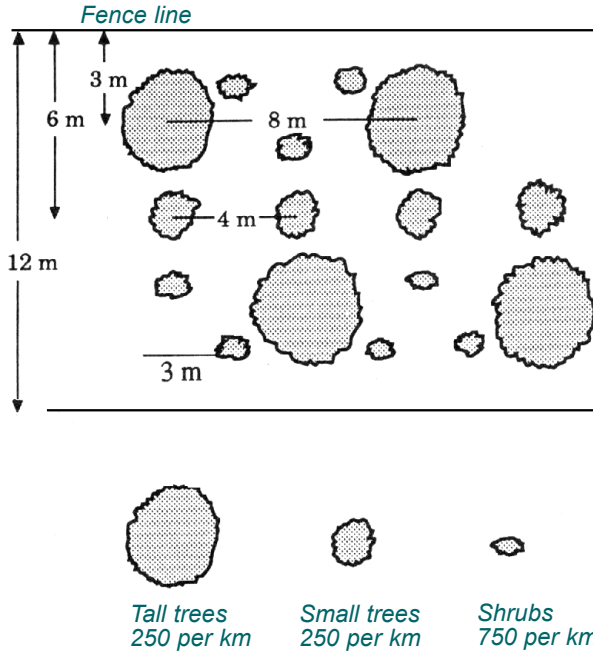 Fence line
3 m
6 m
8 m
4 m
12 m
3 m
Tall trees
250 per km
Small trees
250 per km
Shrubs
750 per km